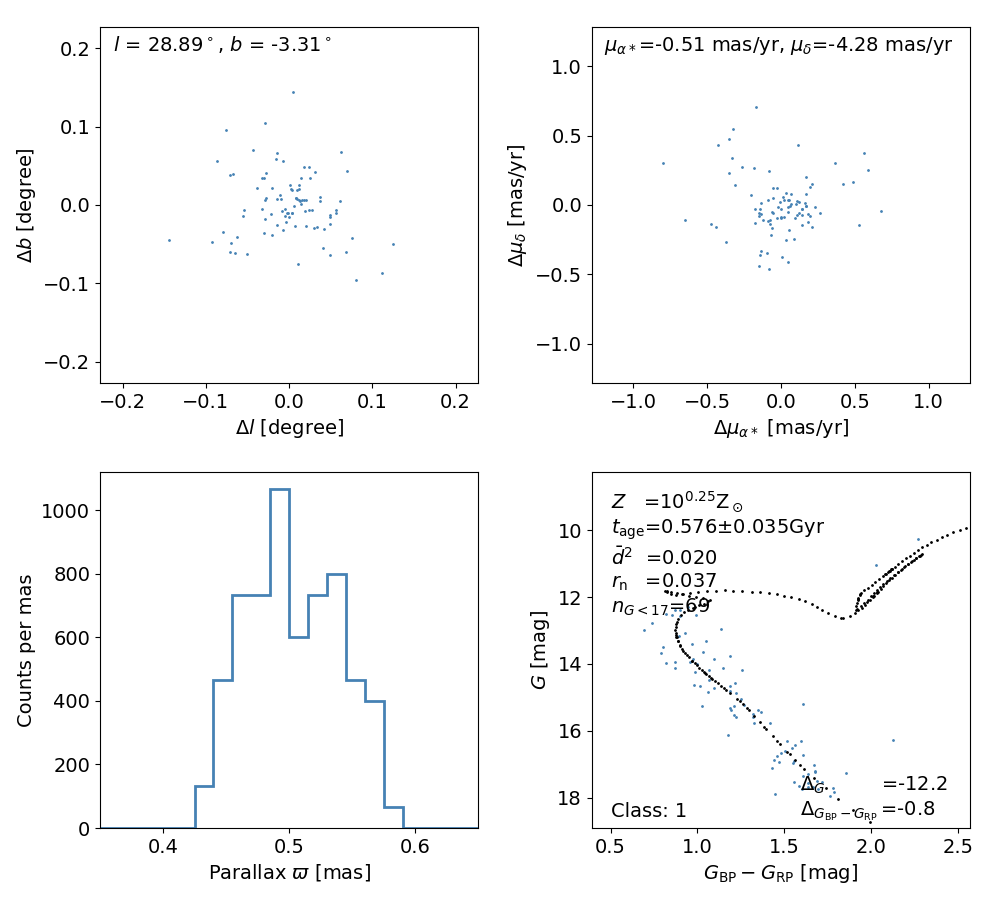 l = 28.89°, b = -3.31°
0.2
0.1
0.0
−0.1
−0.2
Δb [degree]
−0.2 −0.1 0.0 0.1 0.2
Δl [degree]
μα*=-0.51 mas/yr, μδ=-4.28 mas/yr
1.0
0.5
0.0
−0.5
−1.0
Δμδ [mas/yr]
−1.0 −0.5 0.0 0.5 1.0
Δμα* [mas/yr]
1000
800
600
400
200
0
Counts per mas
0.4 0.5 0.6
Parallax ϖ [mas]
Z =10^0.25 Z⊙
t_age=0.576±0.035Gyr
d̄² =0.020
r_n =0.037
n_G<17=69
10
12
14
16
18
G [mag]
Δ_G =-12.2
Δ_GBP−GRP=-0.8
Class: 1
0.5 1.0 1.5 2.0 2.5
G_BP − G_RP [mag]